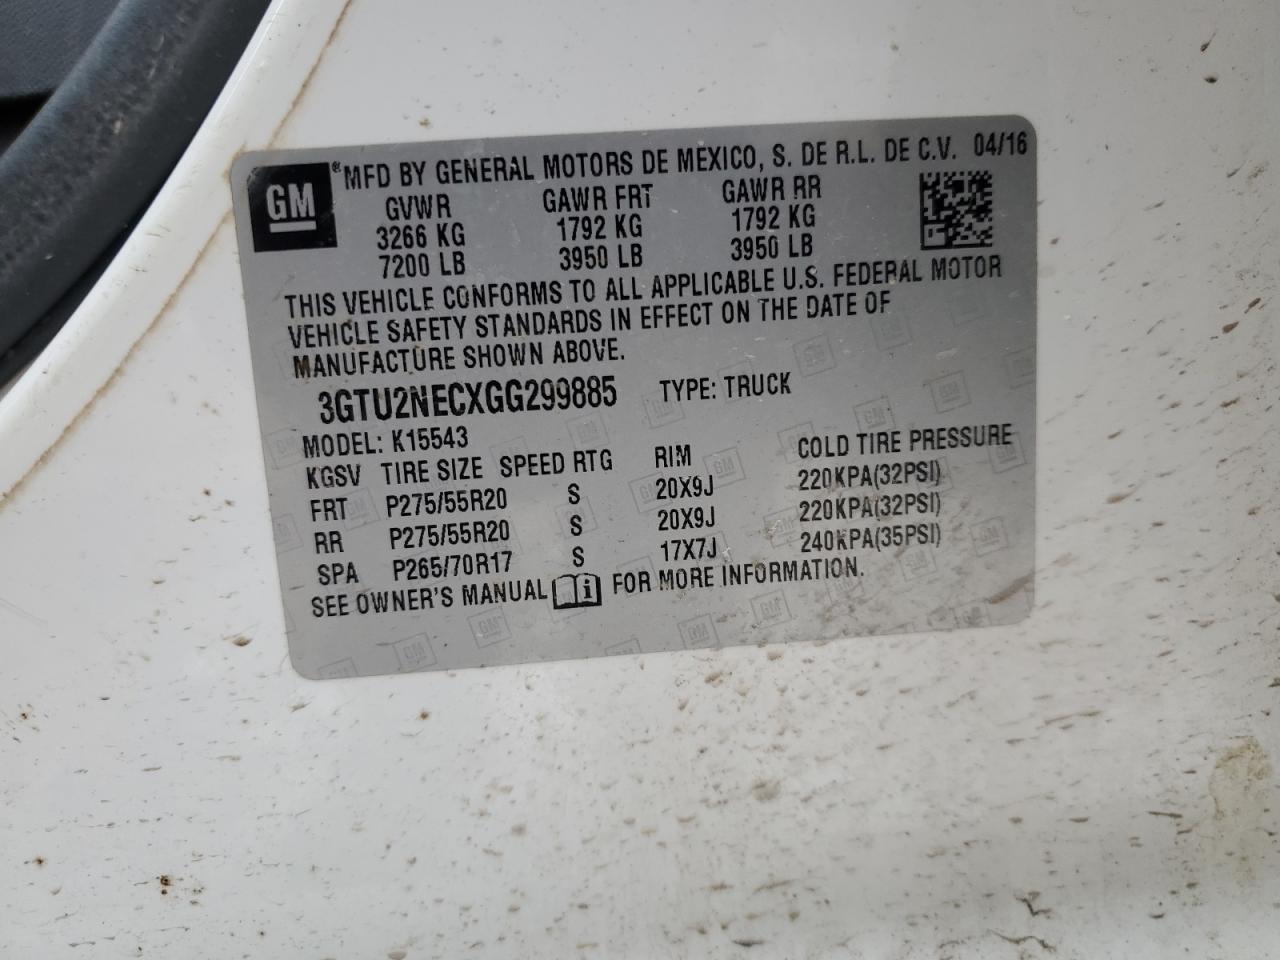 GM
®MFD BY GENERAL MOTORS DE MEXICO, S. DE R.L. DE C.V. 04/16
GVWR GAWR FRT GAWR RR
3266 KG 1792 KG 1792 KG
7200 LB 3950 LB 3950 LB
THIS VEHICLE CONFORMS TO ALL APPLICABLE U.S. FEDERAL MOTOR
VEHICLE SAFETY STANDARDS IN EFFECT ON THE DATE OF
MANUFACTURE SHOWN ABOVE.
3GTU2NECXGG299885 TYPE: TRUCK
MODEL: K15543
KGSV TIRE SIZE SPEED RTG RIM COLD TIRE PRESSURE
FRT P275/55R20 S 20X9J 220KPA(32PSI)
RR P275/55R20 S 20X9J 220KPA(32PSI)
SPA P265/70R17 S 17X7J 240KPA(35PSI)
SEE OWNER'S MANUAL i FOR MORE INFORMATION.